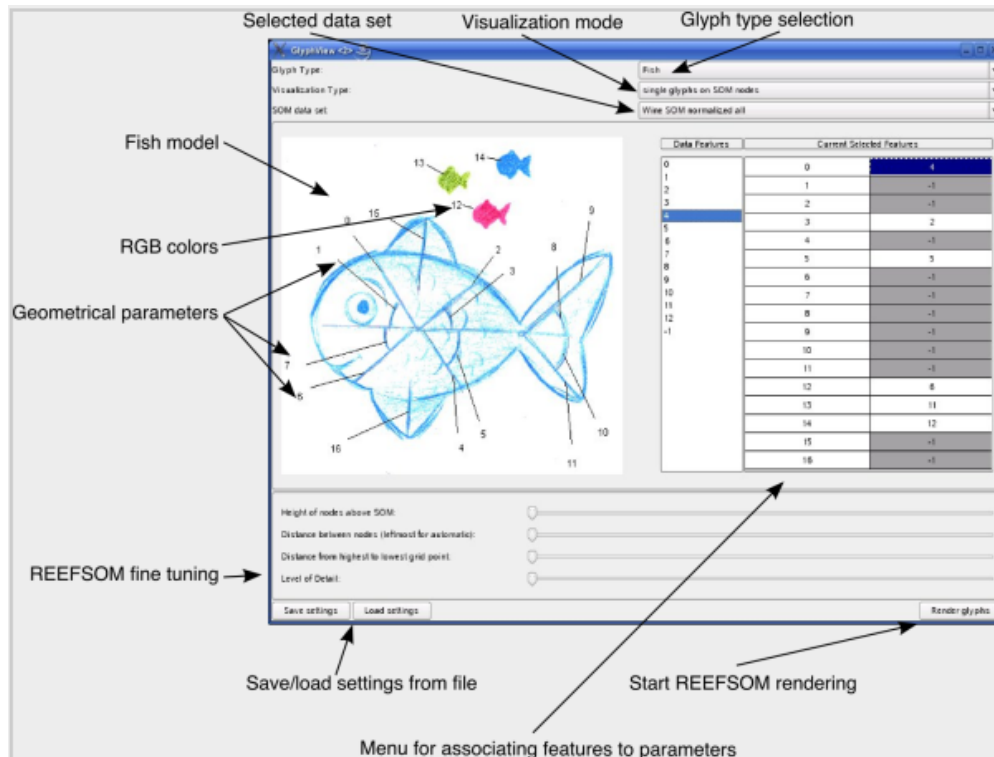 Selected data set
Visualization mode
Glyph type selection
GlyphView <2>
Glyph Type:
Fish
Visualization Type:
single glyphs on SOM nodes
SOM data set
Wine SOM normalized all
Fish model
RGB colors
Geometrical parameters
13
14
12
15
0
1
2
3
8
9
7
6
16
4
5
10
11
Data Features
0
1
2
3
4
5
6
7
8
9
10
11
12
-1
Current Selected Features
0 4
1 -1
2 -1
3 2
4 -1
5 3
6 -1
7 -1
8 -1
9 -1
10 -1
11 -1
12 6
13 11
14 12
15 -1
16 -1
Height of nodes above SOM:
Distance between nodes (leftmost for automatic):
Distance from highest to lowest grid point:
Level of Detail:
REEFSOM fine tuning
Save settings
Load settings
Render glyphs
Save/load settings from file
Start REEFSOM rendering
Menu for associating features to parameters